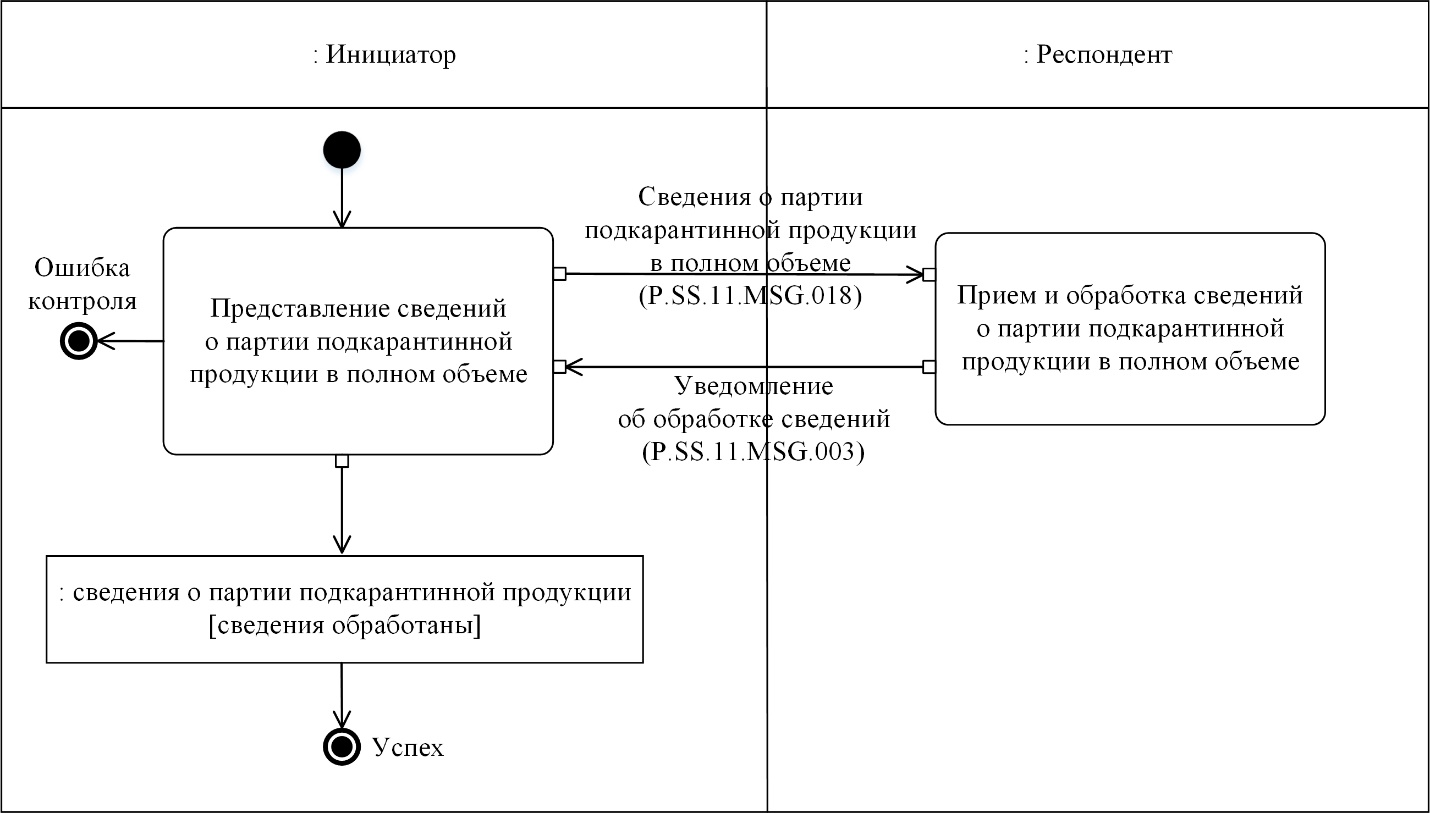 : Инициатор
: Респондент
Сведения о партии
подкарантинной продукции
в полном объеме
(P.SS.11.MSG.018)
Ошибка
контроля
Представление сведений
о партии подкарантинной
продукции в полном объеме
Прием и обработка сведений
о партии подкарантинной
продукции в полном объеме
Уведомление
об обработке сведений
(P.SS.11.MSG.003)
: сведения о партии подкарантинной продукции
[сведения обработаны]
Успех